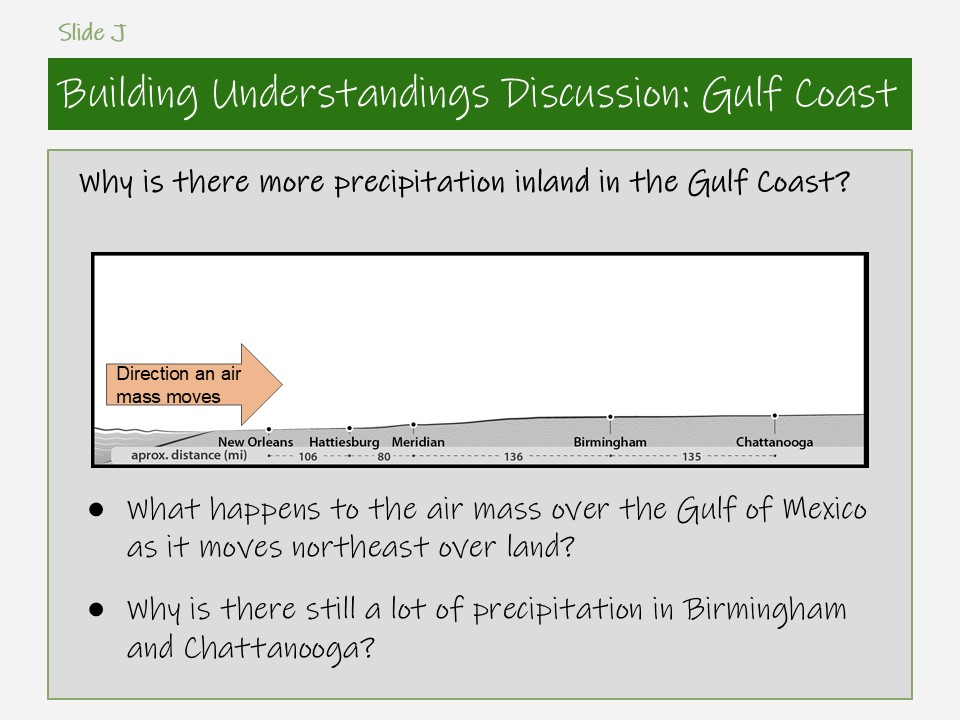 Slide J
Building Understandings Discussion: Gulf Coast
Why is there more precipitation inland in the Gulf Coast?
Direction an air
mass moves
New Orleans Hattiesburg Meridian Birmingham Chattanooga
aprox. distance (mi) 106 80 136 135
● What happens to the air mass over the Gulf of Mexico
as it moves northeast over land?
● Why is there still a lot of precipitation in Birmingham
and Chattanooga?